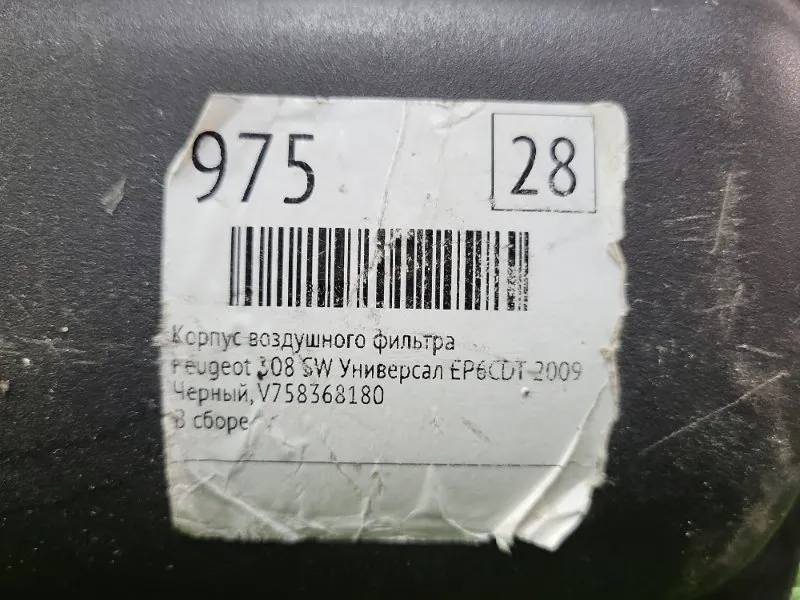 975
28
Корпус воздушного фильтра
Peugeot 308 SW Универсал EP6CDT 2009
Черный, V758368180
В сборе